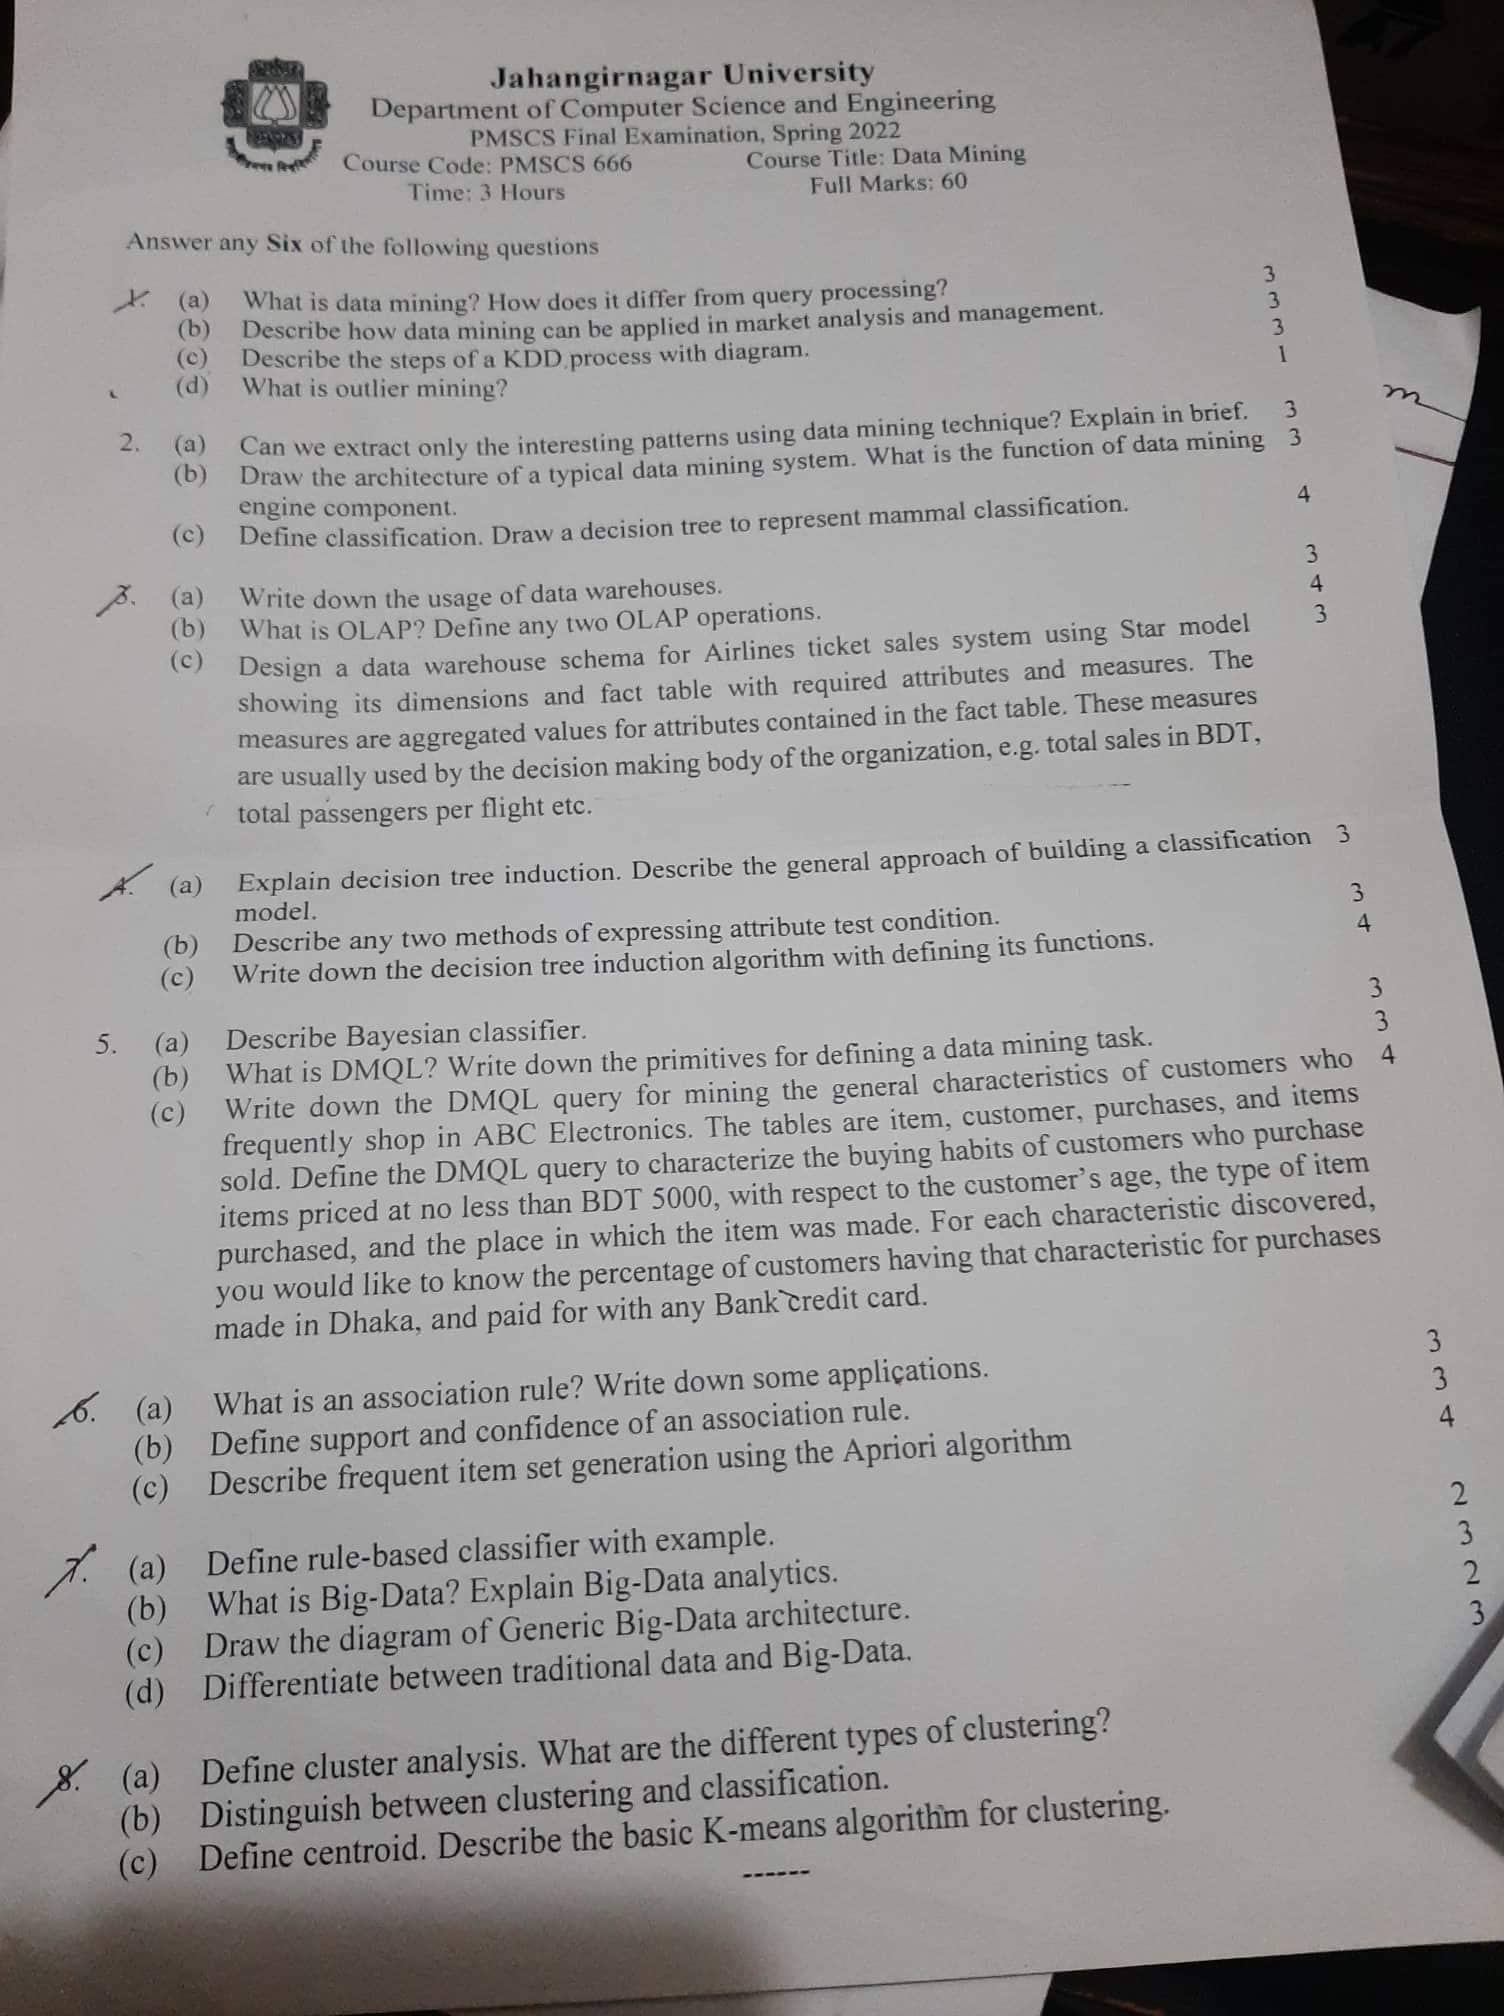 Jahangirnagar University
Department of Computer Science and Engineering
PMSCS Final Examination, Spring 2022
Course Code: PMSCS 666 Course Title: Data Mining
Time: 3 Hours Full Marks: 60
Answer any Six of the following questions
1. (a) What is data mining? How does it differ from query processing? 3
(b) Describe how data mining can be applied in market analysis and management. 3
(c) Describe the steps of a KDD process with diagram. 3
(d) What is outlier mining? 1
2. (a) Can we extract only the interesting patterns using data mining technique? Explain in brief. 3
(b) Draw the architecture of a typical data mining system. What is the function of data mining 3
engine component.
(c) Define classification. Draw a decision tree to represent mammal classification. 4
3. (a) Write down the usage of data warehouses. 3
(b) What is OLAP? Define any two OLAP operations. 4
(c) Design a data warehouse schema for Airlines ticket sales system using Star model 3
showing its dimensions and fact table with required attributes and measures. The
measures are aggregated values for attributes contained in the fact table. These measures
are usually used by the decision making body of the organization, e.g. total sales in BDT,
total passengers per flight etc.
4. (a) Explain decision tree induction. Describe the general approach of building a classification 3
model.
(b) Describe any two methods of expressing attribute test condition. 3
(c) Write down the decision tree induction algorithm with defining its functions. 4
5. (a) Describe Bayesian classifier. 3
(b) What is DMQL? Write down the primitives for defining a data mining task. 3
(c) Write down the DMQL query for mining the general characteristics of customers who 4
frequently shop in ABC Electronics. The tables are item, customer, purchases, and items
sold. Define the DMQL query to characterize the buying habits of customers who purchase
items priced at no less than BDT 5000, with respect to the customer's age, the type of item
purchased, and the place in which the item was made. For each characteristic discovered,
you would like to know the percentage of customers having that characteristic for purchases
made in Dhaka, and paid for with any Bank credit card.
6. (a) What is an association rule? Write down some applications. 3
(b) Define support and confidence of an association rule. 3
(c) Describe frequent item set generation using the Apriori algorithm 4
7. (a) Define rule-based classifier with example. 2
(b) What is Big-Data? Explain Big-Data analytics. 3
(c) Draw the diagram of Generic Big-Data architecture. 2
(d) Differentiate between traditional data and Big-Data. 3
8. (a) Define cluster analysis. What are the different types of clustering?
(b) Distinguish between clustering and classification.
(c) Define centroid. Describe the basic K-means algorithm for clustering.
------